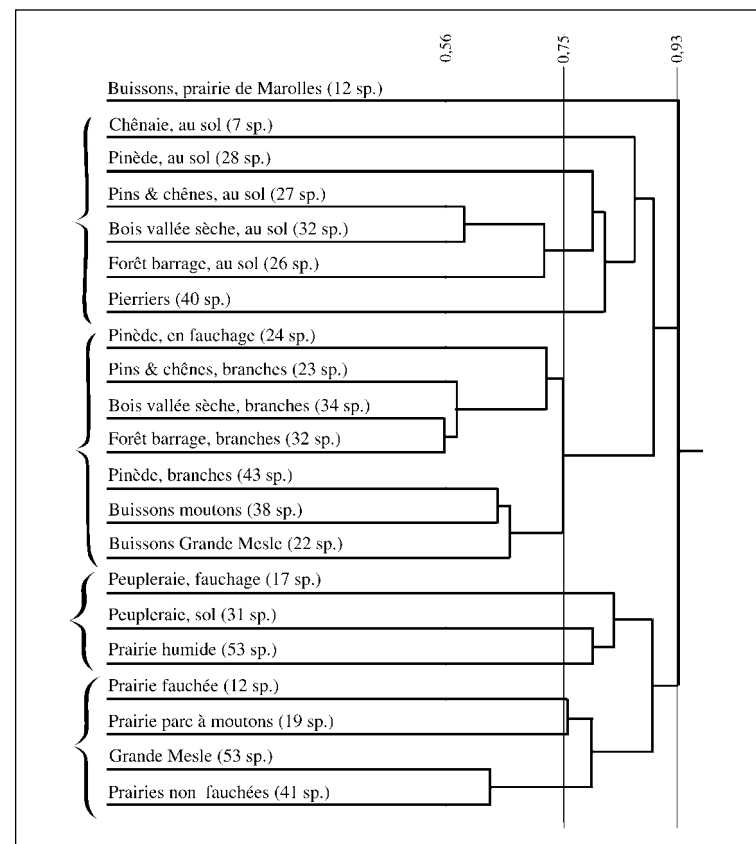 0,56
0,75
0,93
Buissons, prairie de Marolles (12 sp.)
Chênaie, au sol (7 sp.)
Pinède, au sol (28 sp.)
Pins & chênes, au sol (27 sp.)
Bois vallée sèche, au sol (32 sp.)
Forêt barrage, au sol (26 sp.)
Pierriers (40 sp.)
Pinède, en fauchage (24 sp.)
Pins & chênes, branches (23 sp.)
Bois vallée sèche, branches (34 sp.)
Forêt barrage, branches (32 sp.)
Pinède, branches (43 sp.)
Buissons moutons (38 sp.)
Buissons Grande Mesle (22 sp.)
Peupleraie, fauchage (17 sp.)
Peupleraie, sol (31 sp.)
Prairie humide (53 sp.)
Prairie fauchée (12 sp.)
Prairie parc à moutons (19 sp.)
Grande Mesle (53 sp.)
Prairies non fauchées (41 sp.)